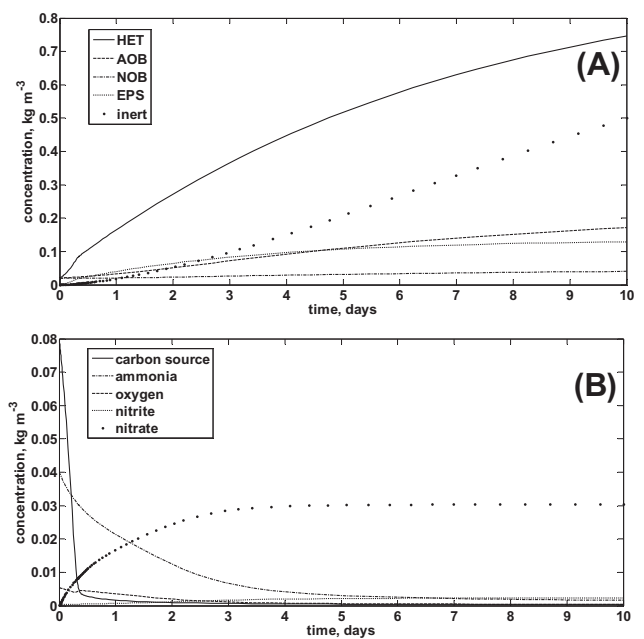 0.8
0.7
0.6
0.5
0.4
0.3
0.2
0.1
0
concentration, kg m-3
HET
AOB
NOB
EPS
inert
(A)
0 1 2 3 4 5 6 7 8 9 10
time, days
0.08
0.07
0.06
0.05
0.04
0.03
0.02
0.01
0
concentration, kg m-3
carbon source
ammonia
oxygen
nitrite
nitrate
(B)
0 1 2 3 4 5 6 7 8 9 10
time, days